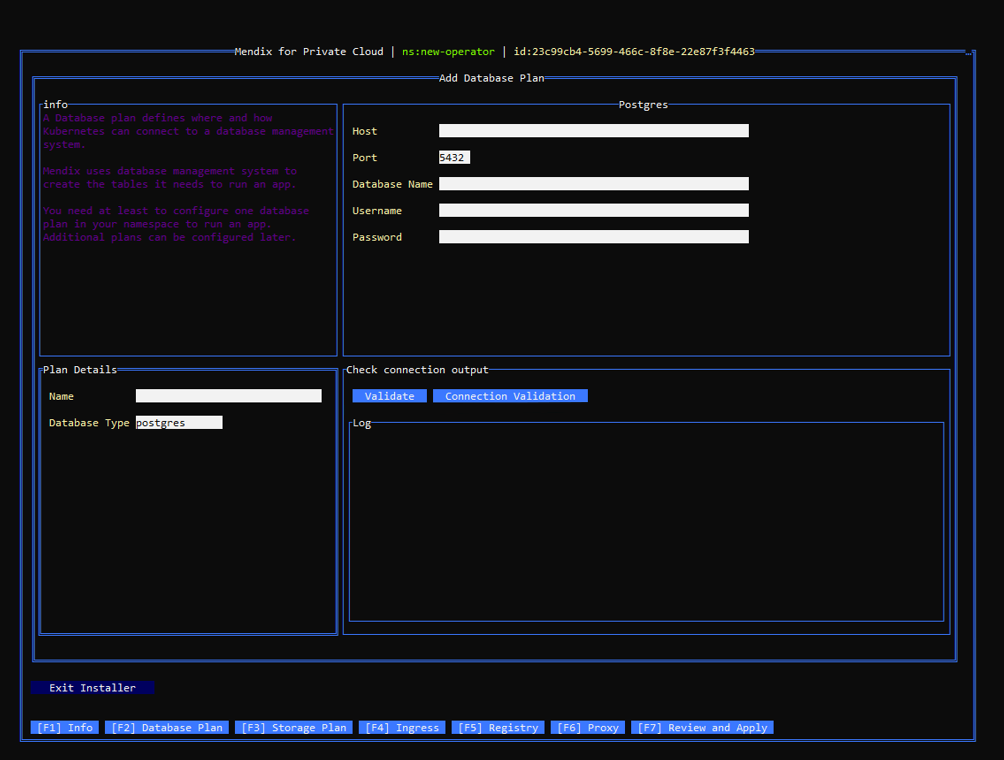 Mendix for Private Cloud | ns:new-operator | id:23c99cb4-5699-466c-8f8e-22e87f3f4463
Add Database Plan
info
A Database plan defines where and how
Kubernetes can connect to a database management
system.
Mendix uses database management system to
create the tables it needs to run an app.
You need at least to configure one database
plan in your namespace to run an app.
Additional plans can be configured later.
Postgres
Host
Port 5432
Database Name
Username
Password
Plan Details
Name
Database Type postgres
Check connection output
Validate Connection Validation
Log
Exit Installer
[F1] Info [F2] Database Plan [F3] Storage Plan [F4] Ingress [F5] Registry [F6] Proxy [F7] Review and Apply